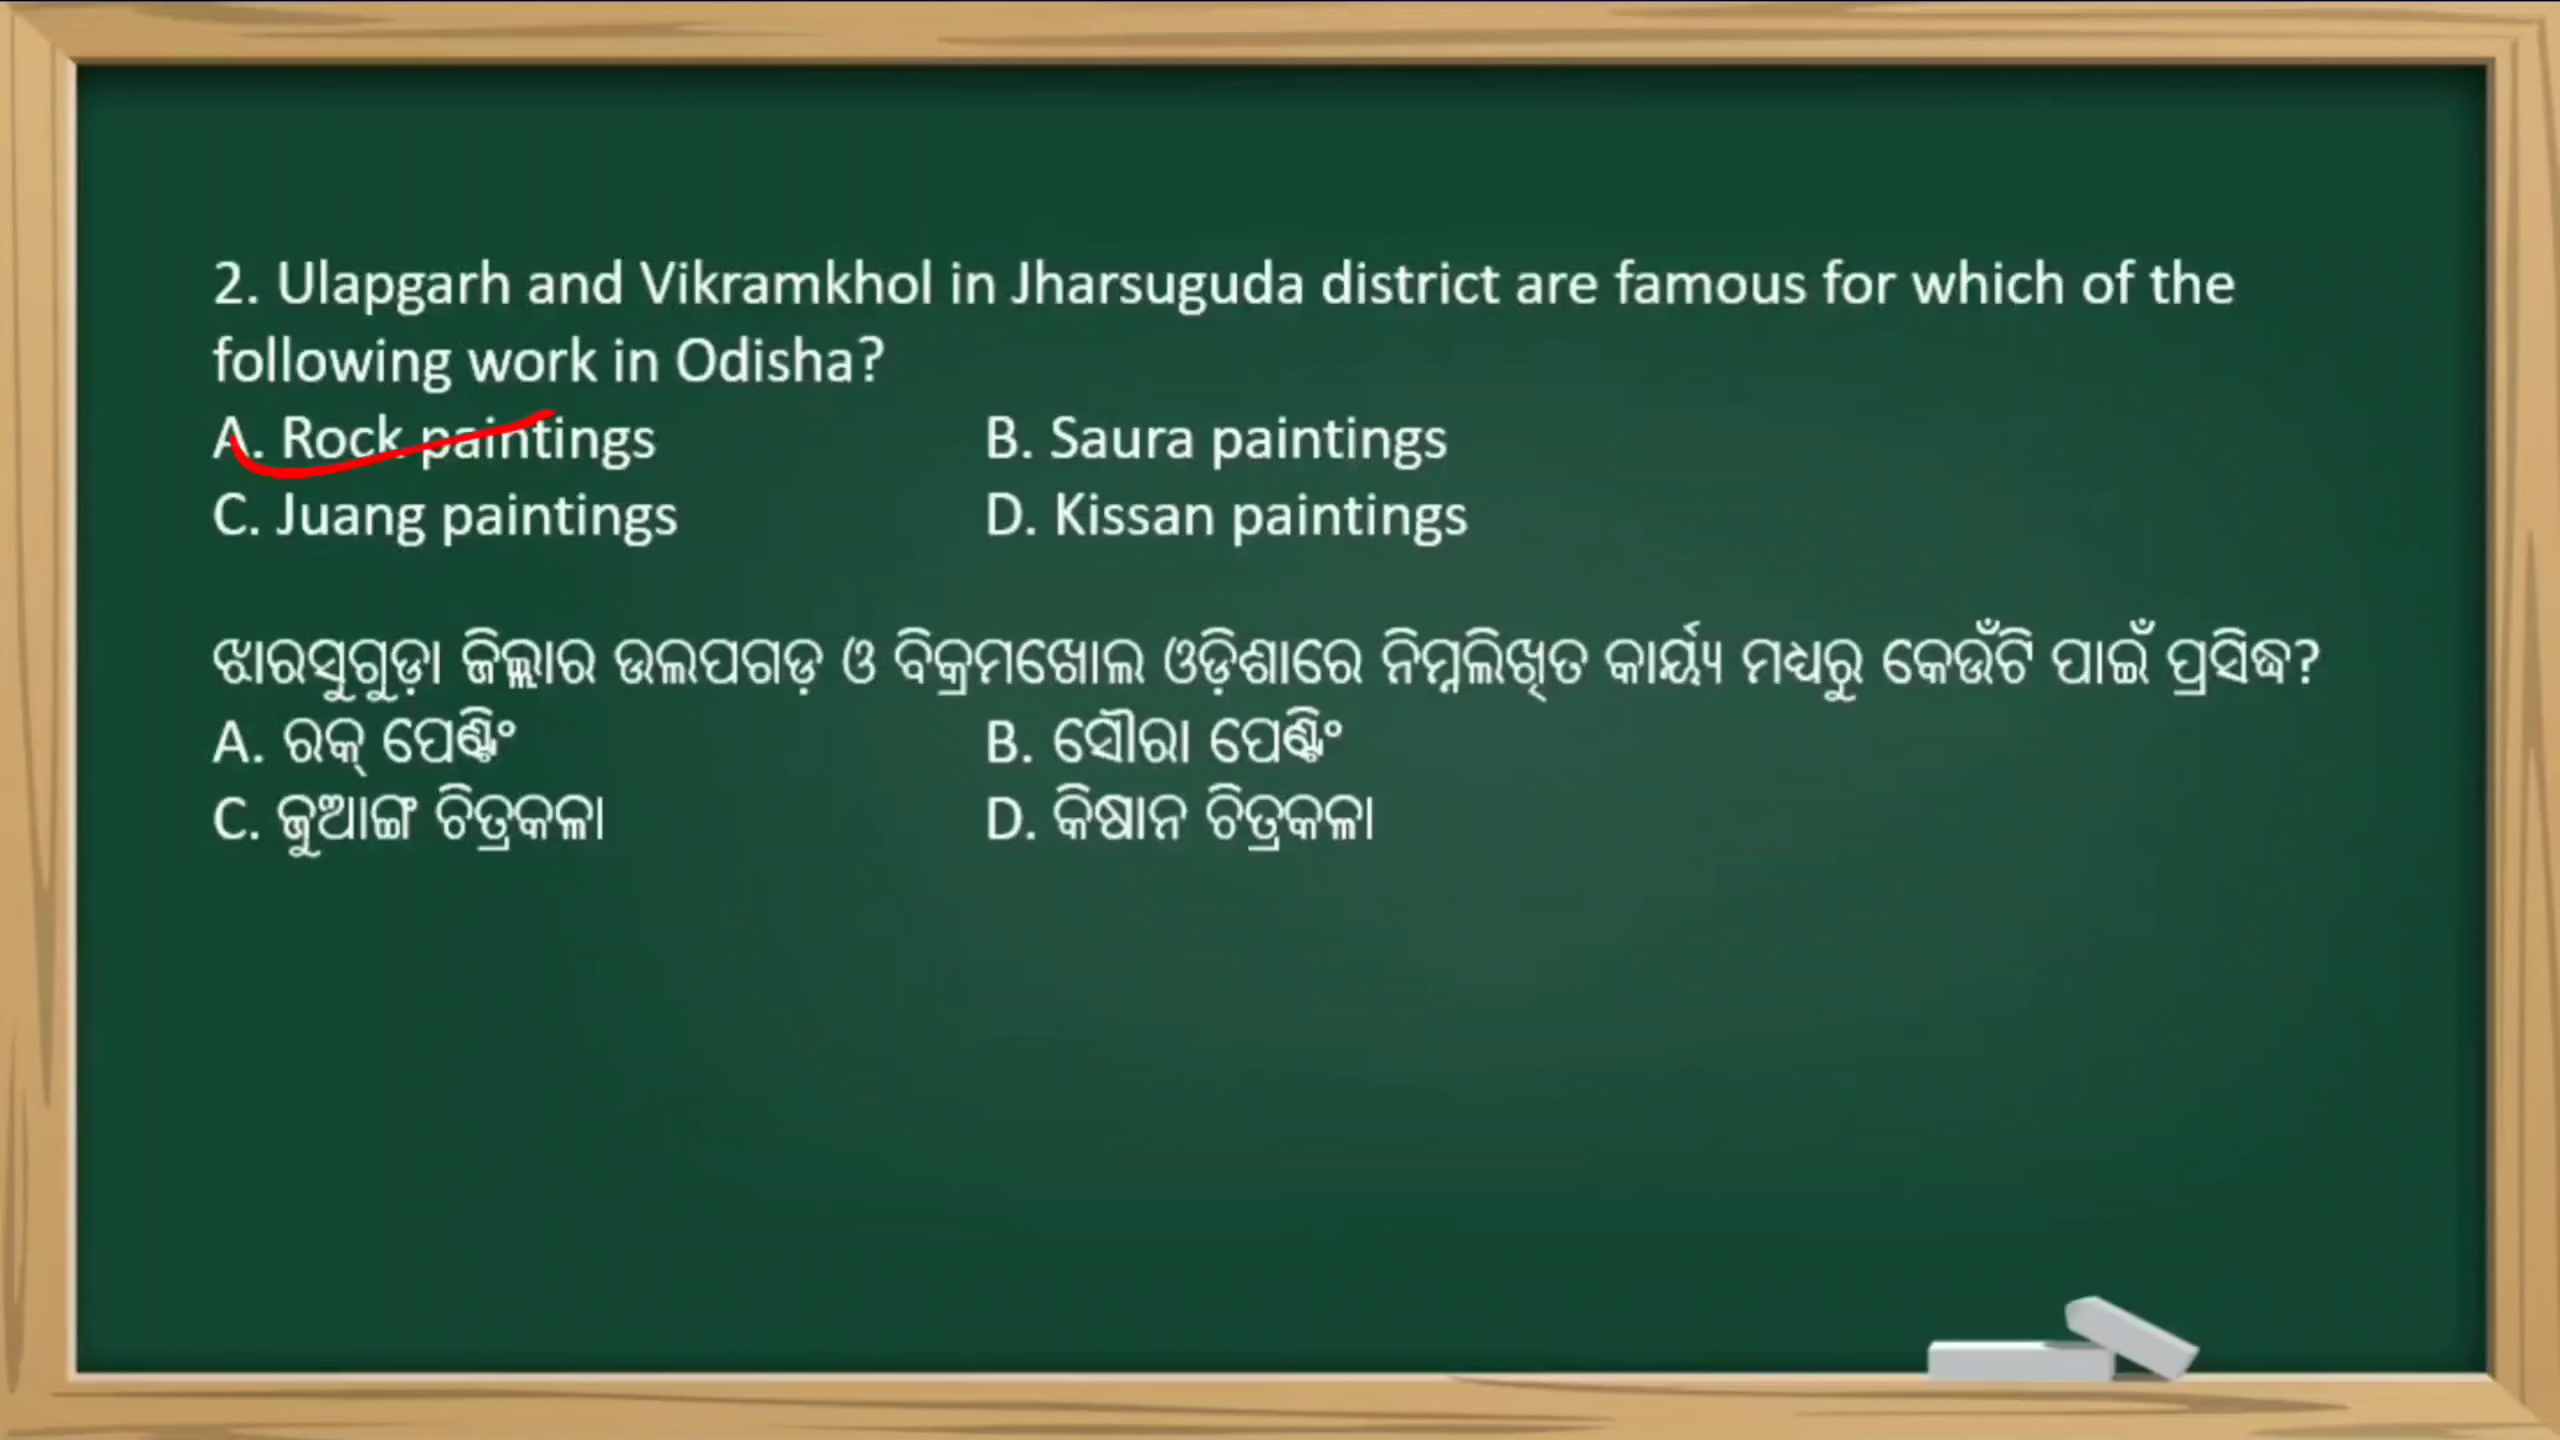 2. Ulapgarh and Vikramkhol in Jharsuguda district are famous for which of the
following work in Odisha?
A. Rock paintings B. Saura paintings
C. Juang paintings D. Kissan paintings
ଝାରସୁଗୁଡ଼ା ଜିଲ୍ଲାର ଉଲପଗଡ଼ ଓ ବିକ୍ରମଖୋଲ ଓଡ଼ିଶାରେ ନିମ୍ନଲିଖିତ କାର୍ୟ୍ୟ ମଧ୍ୟରୁ କେଉଁଟି ପାଇଁ ପ୍ରସିଦ୍ଧ?
A. ରକ୍ ପେଣ୍ଟିଂ B. ସୌରା ପେଣ୍ଟିଂ
C. ଜୁଆଙ୍ଗ ଚିତ୍ରକଳା D. କିଷାନ ଚିତ୍ରକଳା